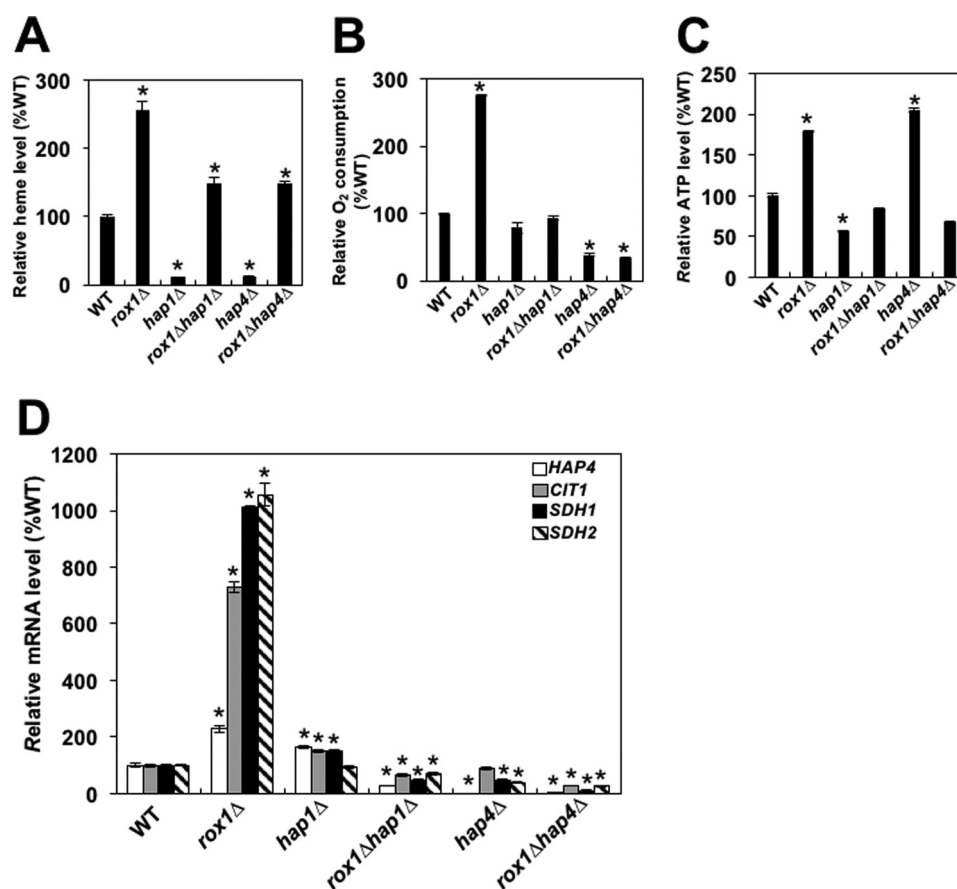 A
B
C
Relative heme level (%WT)
300
200
100
0
*
*
*
*
*
WT
rox1Δ
hap1Δ
rox1Δhap1Δ
hap4Δ
rox1Δhap4Δ
Relative O₂ consumption
(%WT)
300
200
100
0
*
*
*
WT
rox1Δ
hap1Δ
rox1Δhap1Δ
hap4Δ
rox1Δhap4Δ
Relative ATP level (%WT)
250
200
150
100
50
0
*
*
*
WT
rox1Δ
hap1Δ
rox1Δhap1Δ
hap4Δ
rox1Δhap4Δ
D
Relative mRNA level (%WT)
1200
1000
800
600
400
200
0
HAP4
CIT1
SDH1
SDH2
* * * *
* * *
* * * *
* * *
* * * *
WT
rox1Δ
hap1Δ
rox1Δhap1Δ
hap4Δ
rox1Δhap4Δ